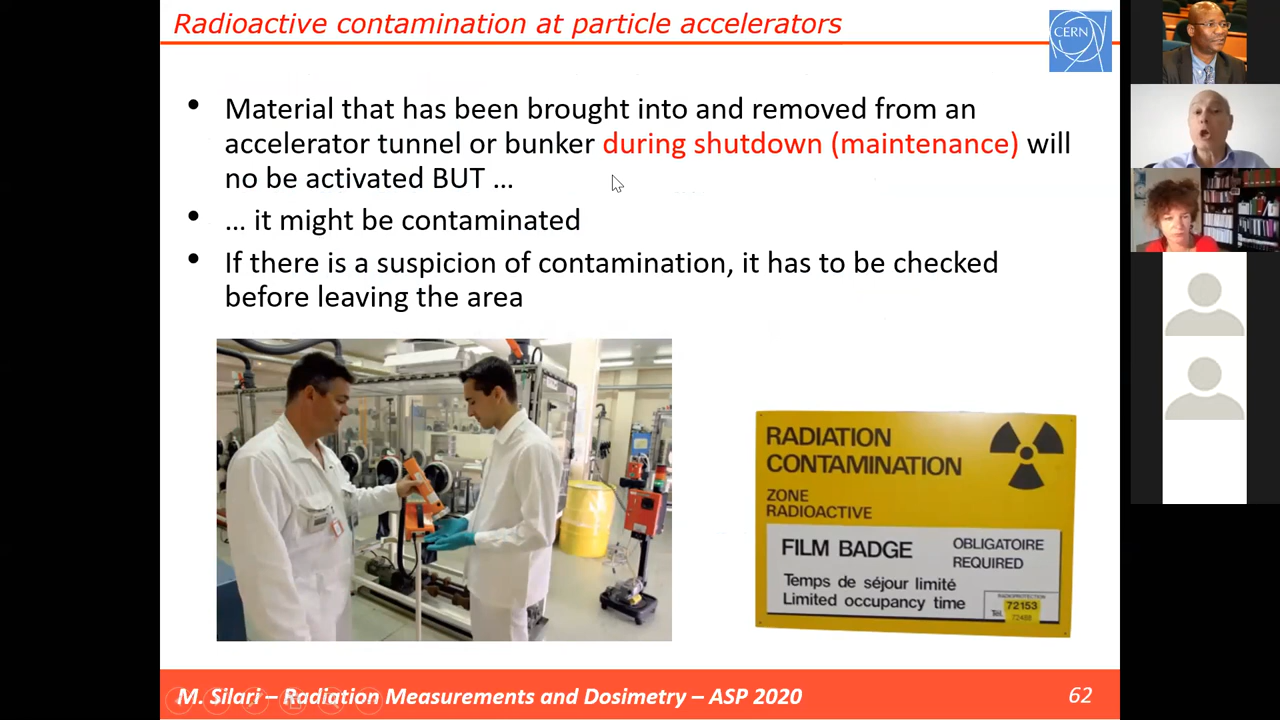 Radioactive contamination at particle accelerators
CERN
• Material that has been brought into and removed from an
accelerator tunnel or bunker during shutdown (maintenance) will
no be activated BUT …
• … it might be contaminated
• If there is a suspicion of contamination, it has to be checked
before leaving the area
RADIATION
CONTAMINATION
ZONE
RADIOACTIVE
FILM BADGE
OBLIGATOIRE
REQUIRED
Temps de séjour limité
Limited occupancy time
RADIOPROTECTION
Tél.
72153
72488
M. Silari – Radiation Measurements and Dosimetry – ASP 2020
62